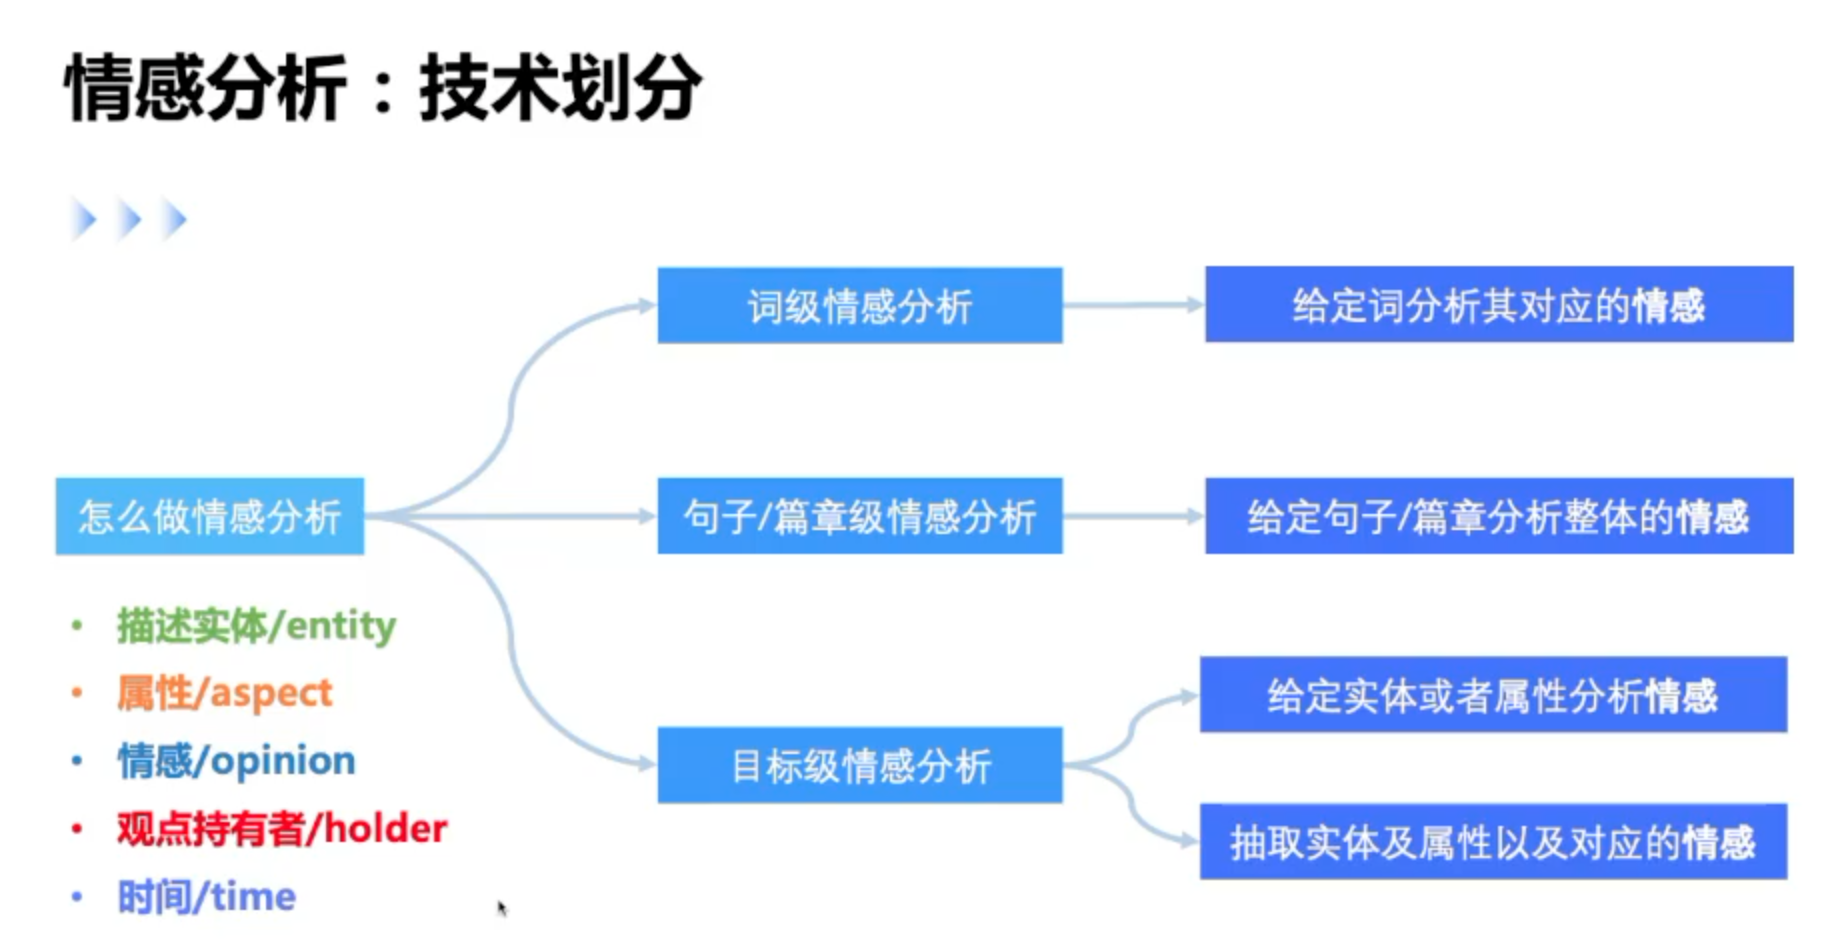 情感分析：技术划分
词级情感分析
给定词分析其对应的情感
怎么做情感分析
句子/篇章级情感分析
给定句子/篇章分析整体的情感
• 描述实体/entity
• 属性/aspect
• 情感/opinion
• 观点持有者/holder
• 时间/time
目标级情感分析
给定实体或者属性分析情感
抽取实体及属性以及对应的情感